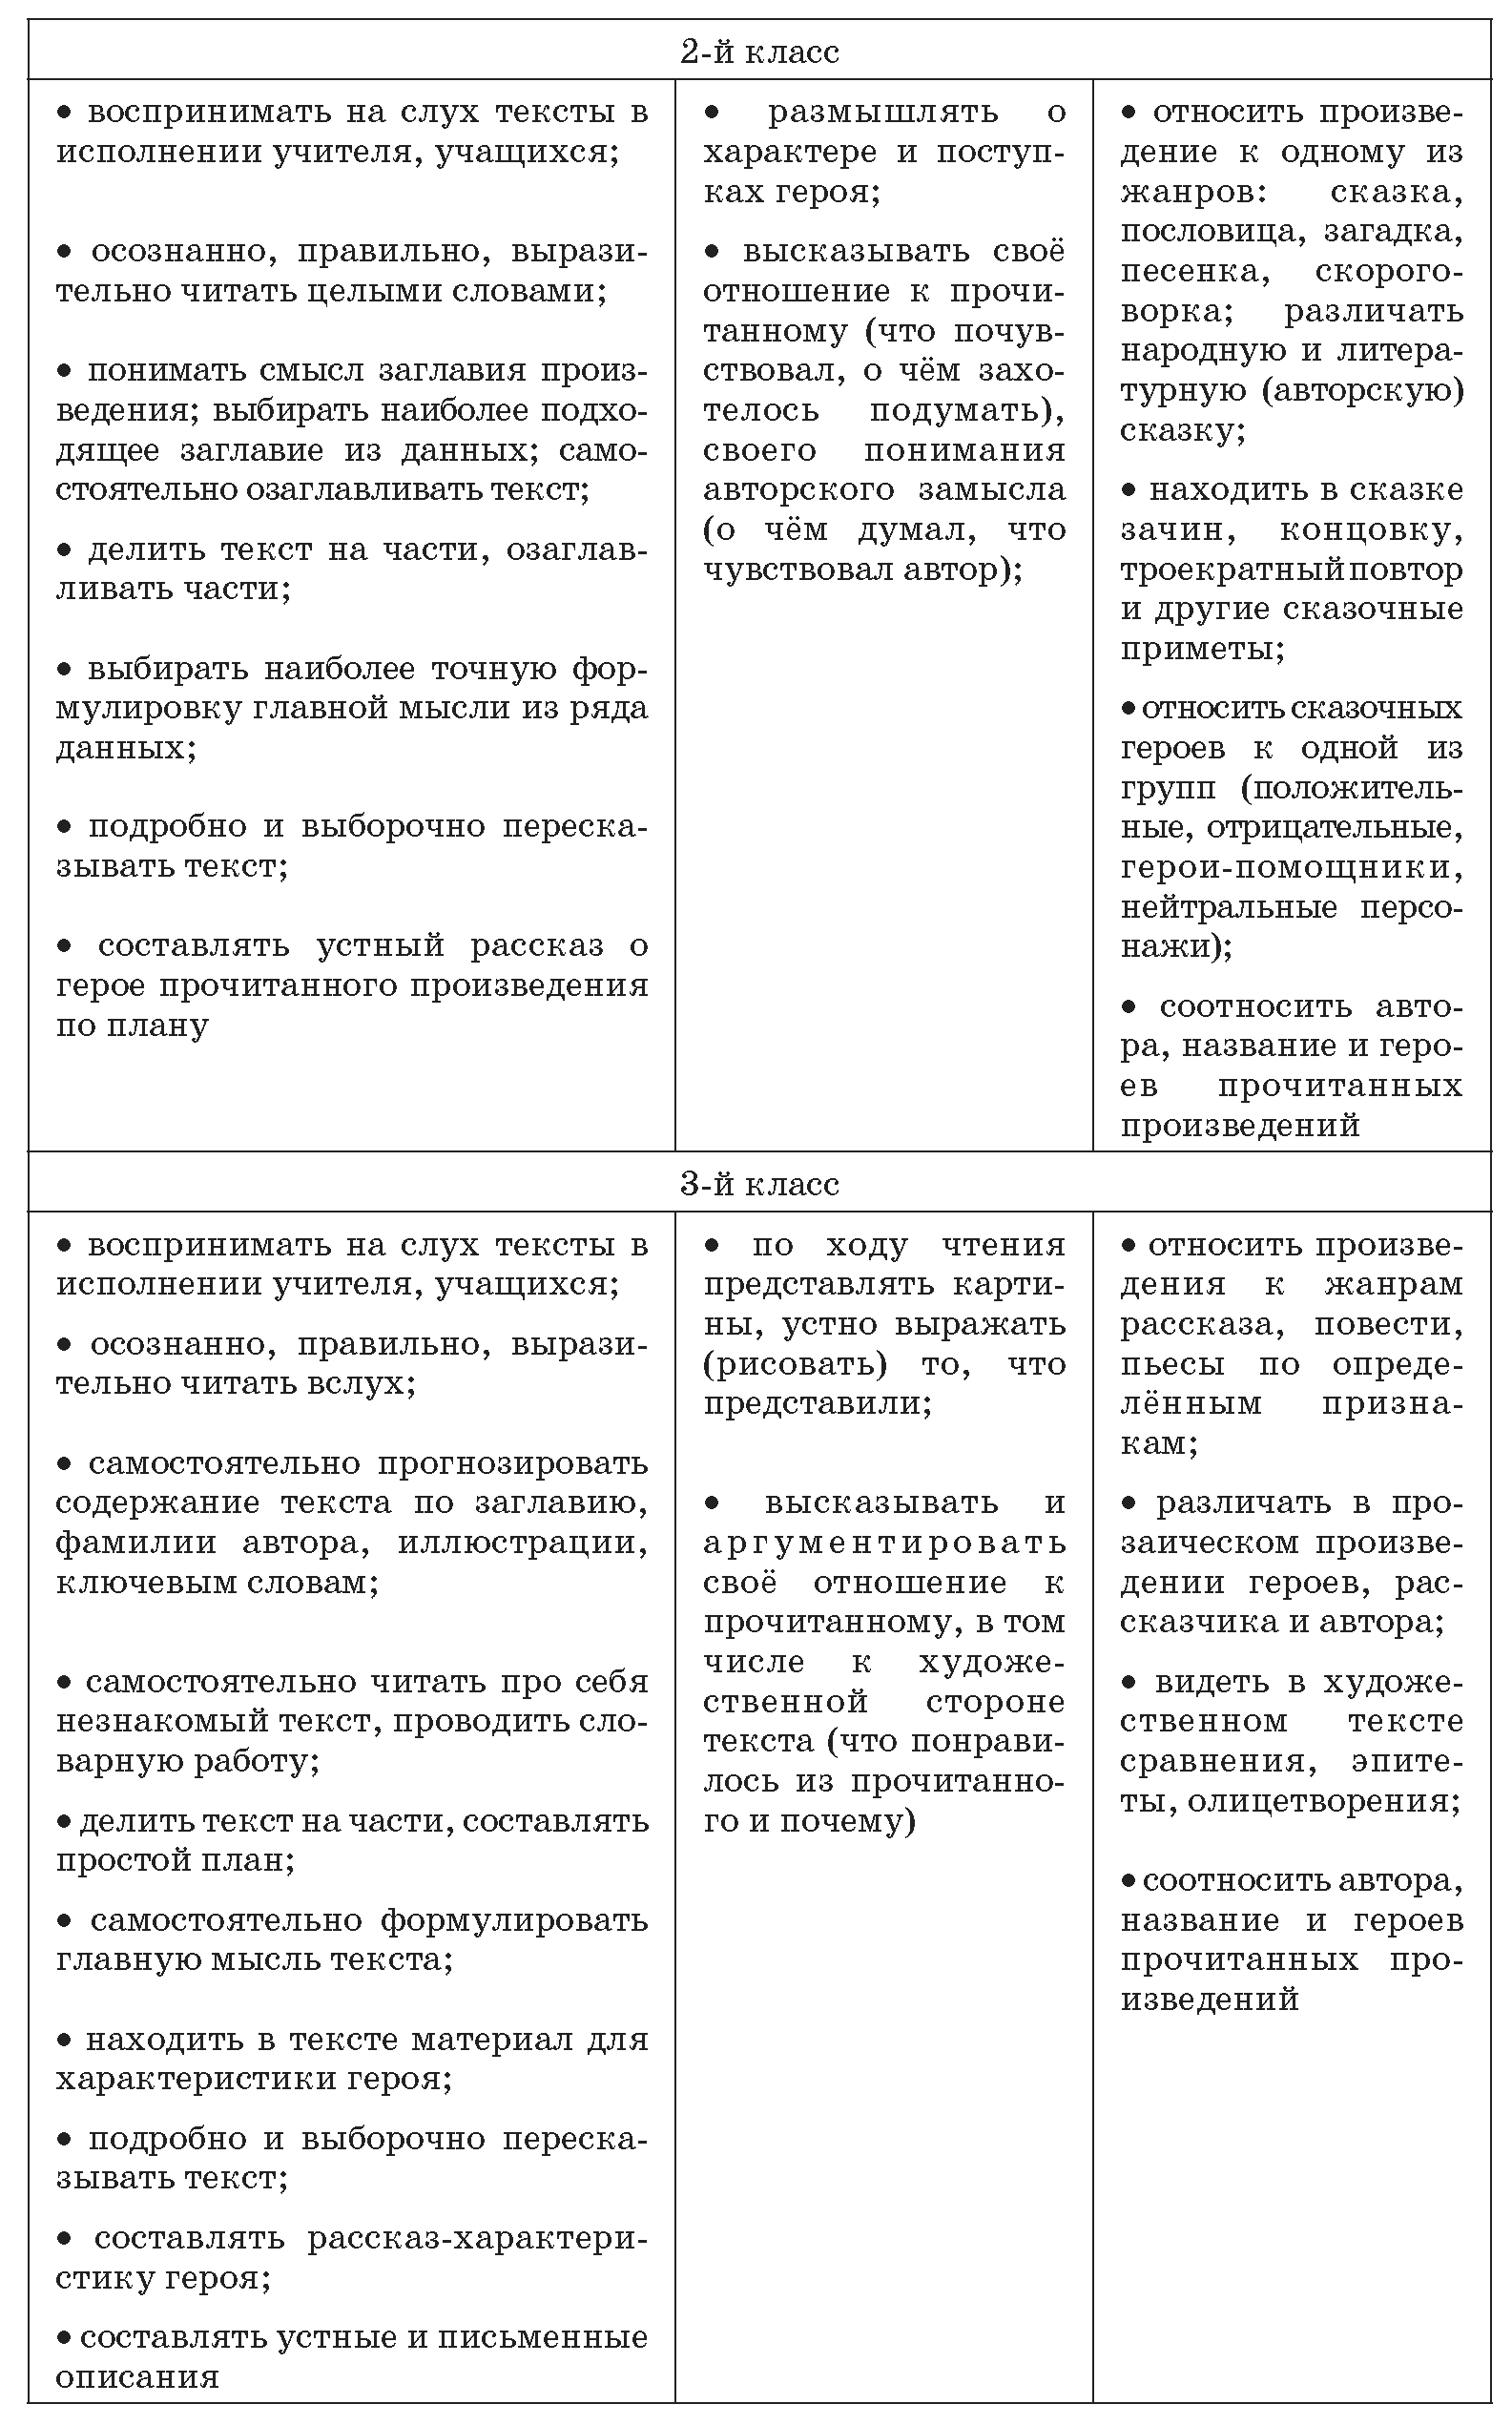 2-й класс
• воспринимать на слух тексты в
исполнении учителя, учащихся;
• осознанно, правильно, вырази-
тельно читать целыми словами;
• понимать смысл заглавия произ-
ведения; выбирать наиболее подхо-
дящее заглавие из данных; само-
стоятельно озаглавливать текст;
• делить текст на части, озаглав-
ливать части;
• выбирать наиболее точную фор-
мулировку главной мысли из ряда
данных;
• подробно и выборочно переска-
зывать текст;
• составлять устный рассказ о
герое прочитанного произведения
по плану
• размышлять о
характере и поступ-
ках героя;
• высказывать своё
отношение к прочи-
танному (что почув-
ствовал, о чём захо-
телось подумать),
своего понимания
авторского замысла
(о чём думал, что
чувствовал автор);
• относить произве-
дение к одному из
жанров: сказка,
пословица, загадка,
песенка, скорого-
ворка; различать
народную и литера-
турную (авторскую)
сказку;
• находить в сказке
зачин, концовку,
троекратный повтор
и другие сказочные
приметы;
• относить сказочных
героев к одной из
групп (положитель-
ные, отрицательные,
герои-помощники,
нейтральные персо-
нажи);
• соотносить авто-
ра, название и геро-
ев прочитанных
произведений
3-й класс
• воспринимать на слух тексты в
исполнении учителя, учащихся;
• осознанно, правильно, вырази-
тельно читать вслух;
• самостоятельно прогнозировать
содержание текста по заглавию,
фамилии автора, иллюстрации,
ключевым словам;
• самостоятельно читать про себя
незнакомый текст, проводить сло-
варную работу;
• делить текст на части, составлять
простой план;
• самостоятельно формулировать
главную мысль текста;
• находить в тексте материал для
характеристики героя;
• подробно и выборочно переска-
зывать текст;
• составлять рассказ-характери-
стику героя;
• составлять устные и письменные
описания
• по ходу чтения
представлять карти-
ны, устно выражать
(рисовать) то, что
представили;
• высказывать и
аргументировать
своё отношение к
прочитанному, в том
числе к художе-
ственной стороне
текста (что понрави-
лось из прочитанно-
го и почему)
• относить произве-
дения к жанрам
рассказа, повести,
пьесы по опреде-
лённым призна-
кам;
• различать в про-
заическом произве-
дении героев, рас-
сказчика и автора;
• видеть в художе-
ственном тексте
сравнения, эпите-
ты, олицетворения;
• соотносить автора,
название и героев
прочитанных про-
изведений